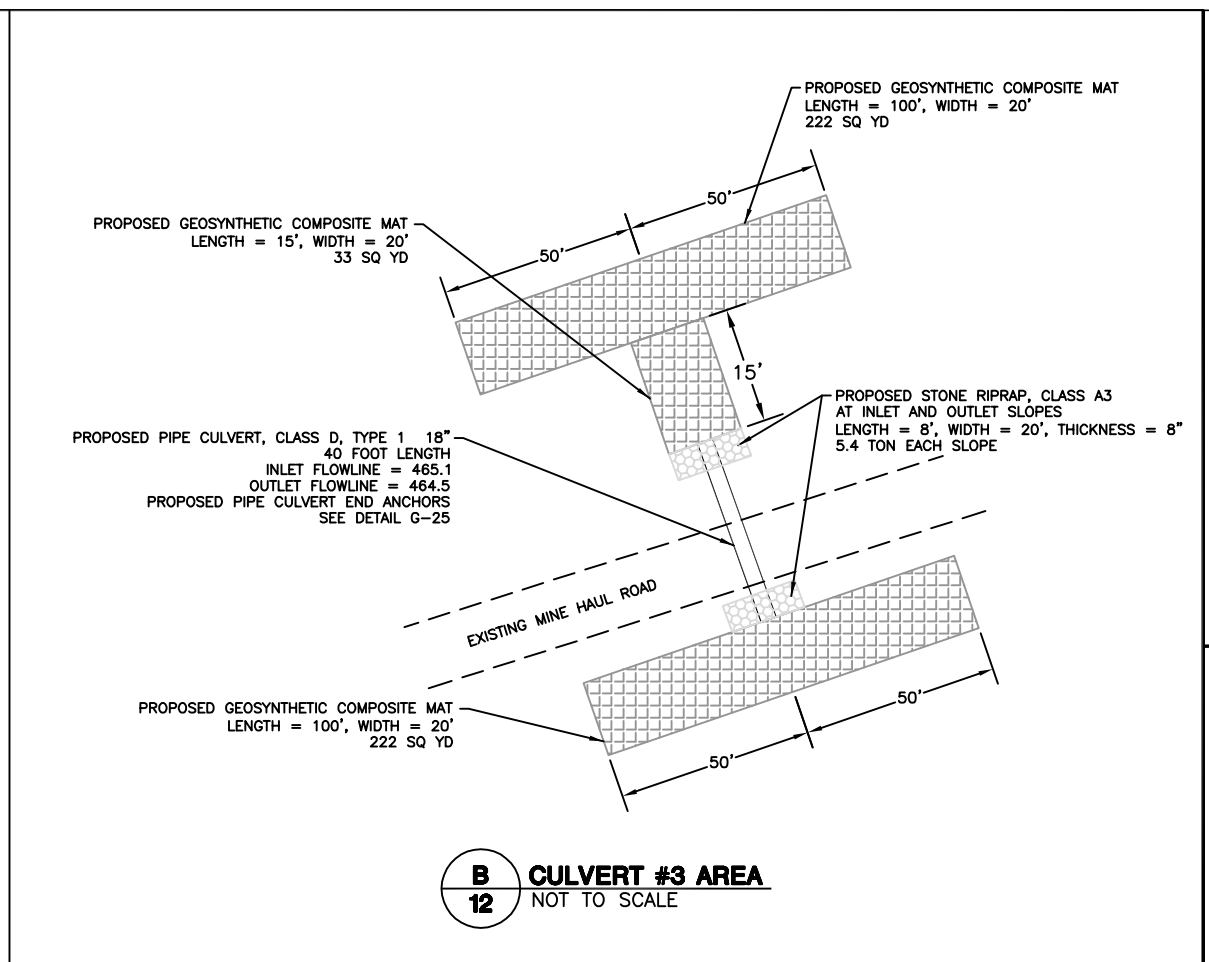 PROPOSED GEOSYNTHETIC COMPOSITE MAT
LENGTH = 100', WIDTH = 20'
222 SQ YD
50'
50'
PROPOSED GEOSYNTHETIC COMPOSITE MAT
LENGTH = 15', WIDTH = 20'
33 SQ YD
15'
PROPOSED STONE RIPRAP, CLASS A3
AT INLET AND OUTLET SLOPES
LENGTH = 8', WIDTH = 20', THICKNESS = 8"
5.4 TON EACH SLOPE
PROPOSED PIPE CULVERT, CLASS D, TYPE 1 18"
40 FOOT LENGTH
INLET FLOWLINE = 465.1
OUTLET FLOWLINE = 464.5
PROPOSED PIPE CULVERT END ANCHORS
SEE DETAIL G-25
EXISTING MINE HAUL ROAD
PROPOSED GEOSYNTHETIC COMPOSITE MAT
LENGTH = 100', WIDTH = 20'
222 SQ YD
50'
50'
B
12
CULVERT #3 AREA
NOT TO SCALE